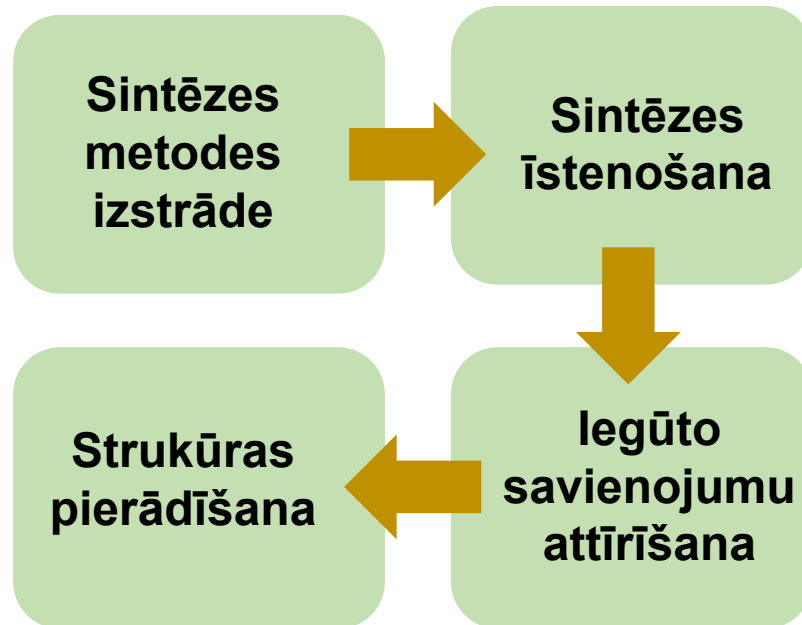 Sintēzes
metodes
izstrāde
Sintēzes
īstenošana
Iegūto
savienojumu
attīrīšana
Strukūras
pierādīšana